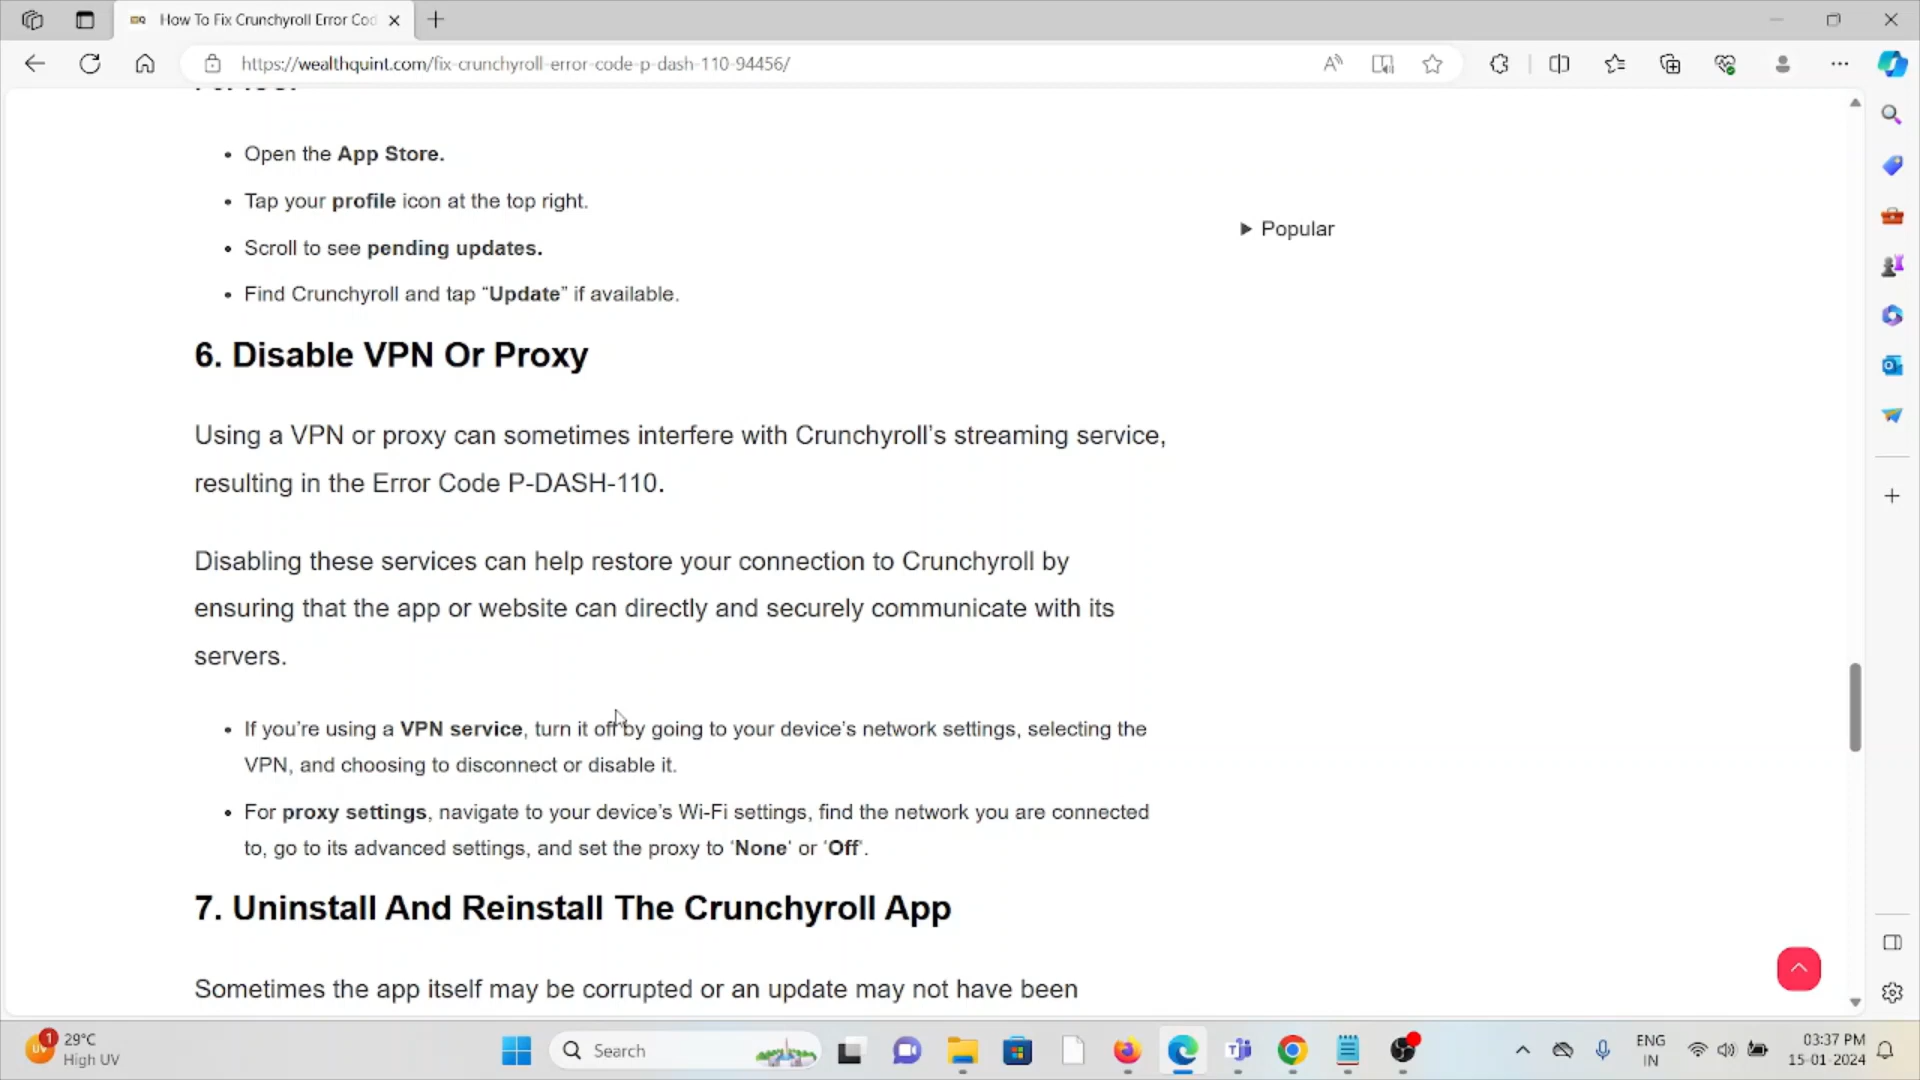 How To Fix Crunchyroll Error Cod
https://wealthquint.com/fix-crunchyroll-error-code-p-dash-110-94456/
• Open the App Store.
• Tap your profile icon at the top right.
• Scroll to see pending updates.
• Find Crunchyroll and tap “Update” if available.
▶ Popular
6. Disable VPN Or Proxy
Using a VPN or proxy can sometimes interfere with Crunchyroll’s streaming service,
resulting in the Error Code P-DASH-110.
Disabling these services can help restore your connection to Crunchyroll by
ensuring that the app or website can directly and securely communicate with its
servers.
• If you’re using a VPN service, turn it off by going to your device’s network settings, selecting the
VPN, and choosing to disconnect or disable it.
• For proxy settings, navigate to your device’s Wi-Fi settings, find the network you are connected
to, go to its advanced settings, and set the proxy to ‘None‘ or ‘Off‘.
7. Uninstall And Reinstall The Crunchyroll App
Sometimes the app itself may be corrupted or an update may not have been
1
29°C
High UV
Search
ENG
IN
03:37 PM
15-01-2024